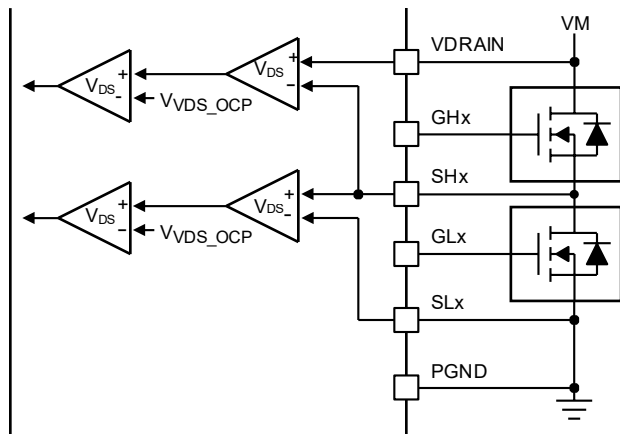 VDRAIN
VM
VDS
+
-
VVDS_OCP
VDS
+
-
GHx
SHx
VDS
+
-
VVDS_OCP
VDS
+
-
GLx
SLx
PGND